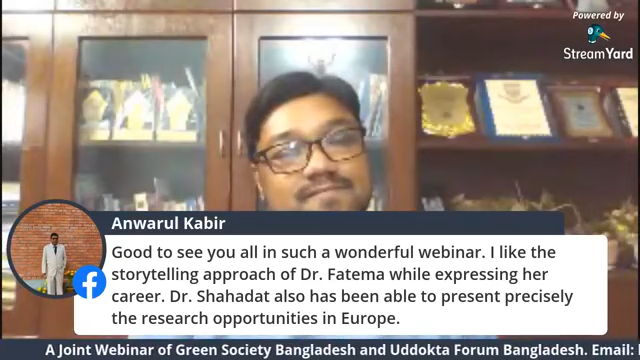 Powered by
StreamYard
Anwarul Kabir
Good to see you all in such a wonderful webinar. I like the
storytelling approach of Dr. Fatema while expressing her
career. Dr. Shahadat also has been able to present precisely
the research opportunities in Europe.
A Joint Webinar of Green Society Bangladesh and Uddokta Forum Bangladesh. Email: